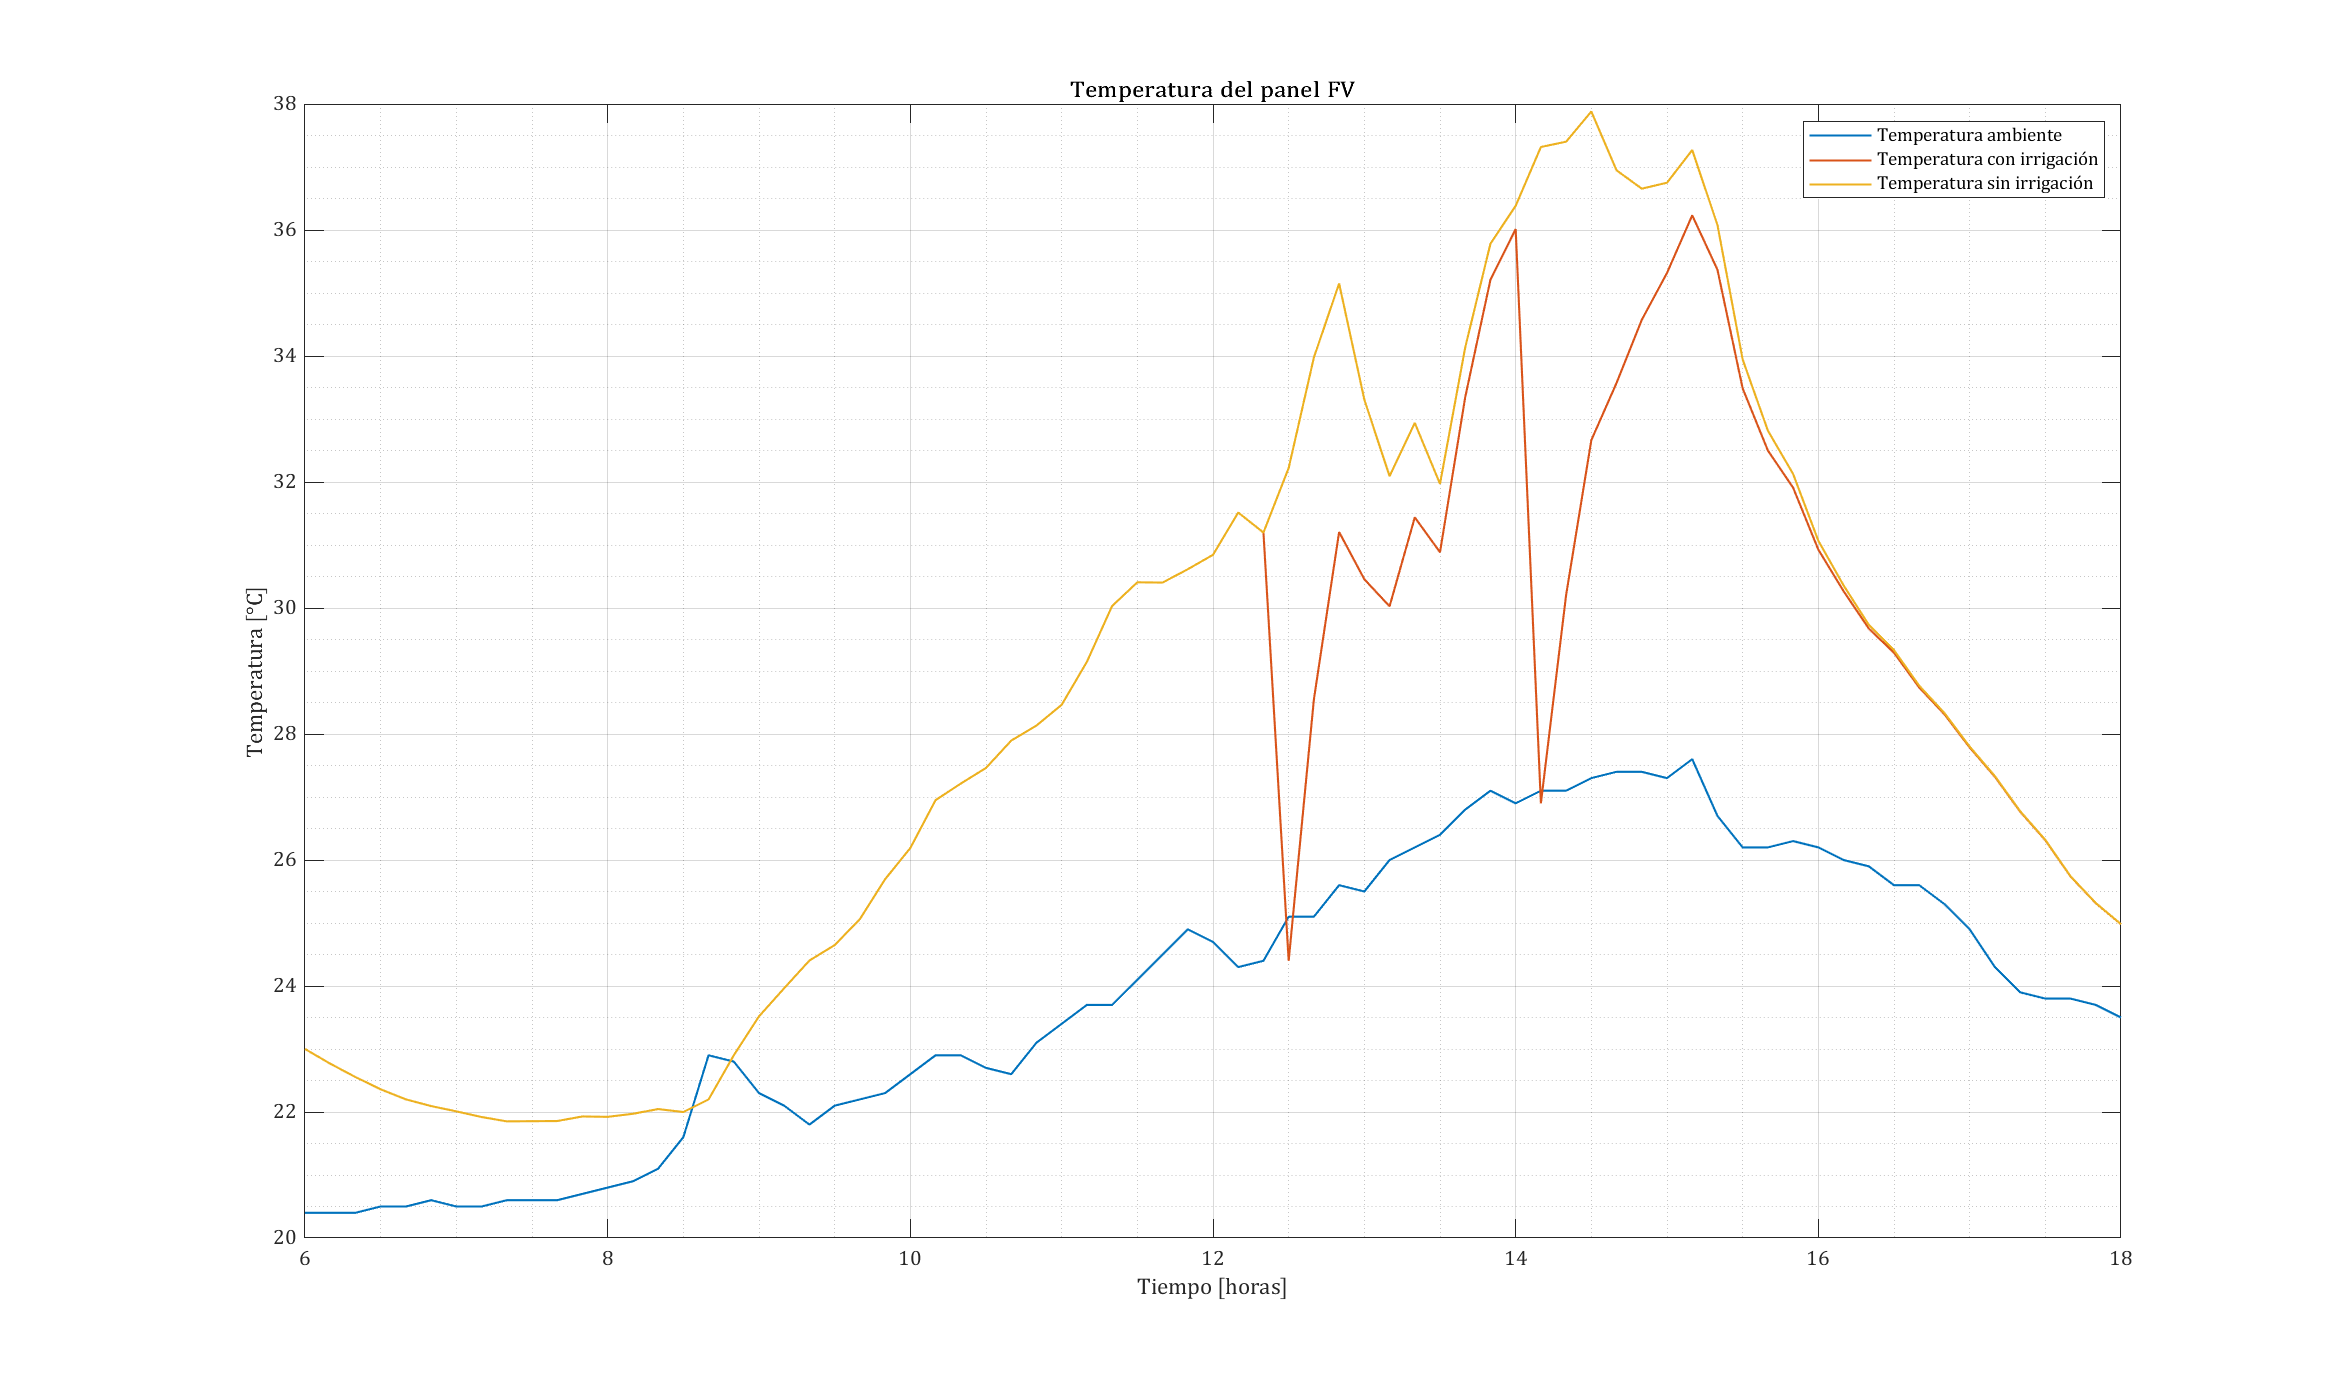 Temperatura del panel FV
38
36
34
32
30
28
26
24
22
20
Temperatura [°C]
Temperatura ambiente
Temperatura con irrigación
Temperatura sin irrigación
6 8 10 12 14 16 18
Tiempo [horas]